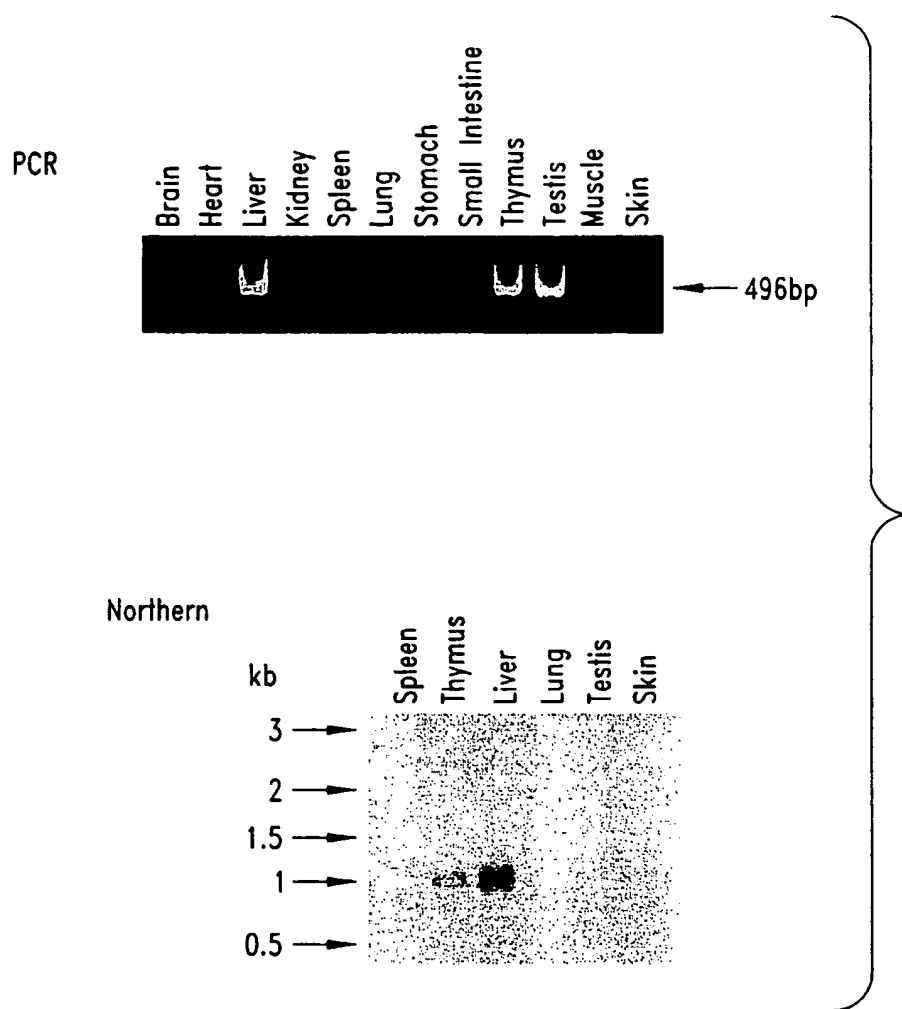 PCR
Brain
Heart
Liver
Kidney
Spleen
Lung
Stomach
Small Intestine
Thymus
Testis
Muscle
Skin
496bp
Northern
kb
Spleen
Thymus
Liver
Lung
Testis
Skin
3
2
1.5
1
0.5